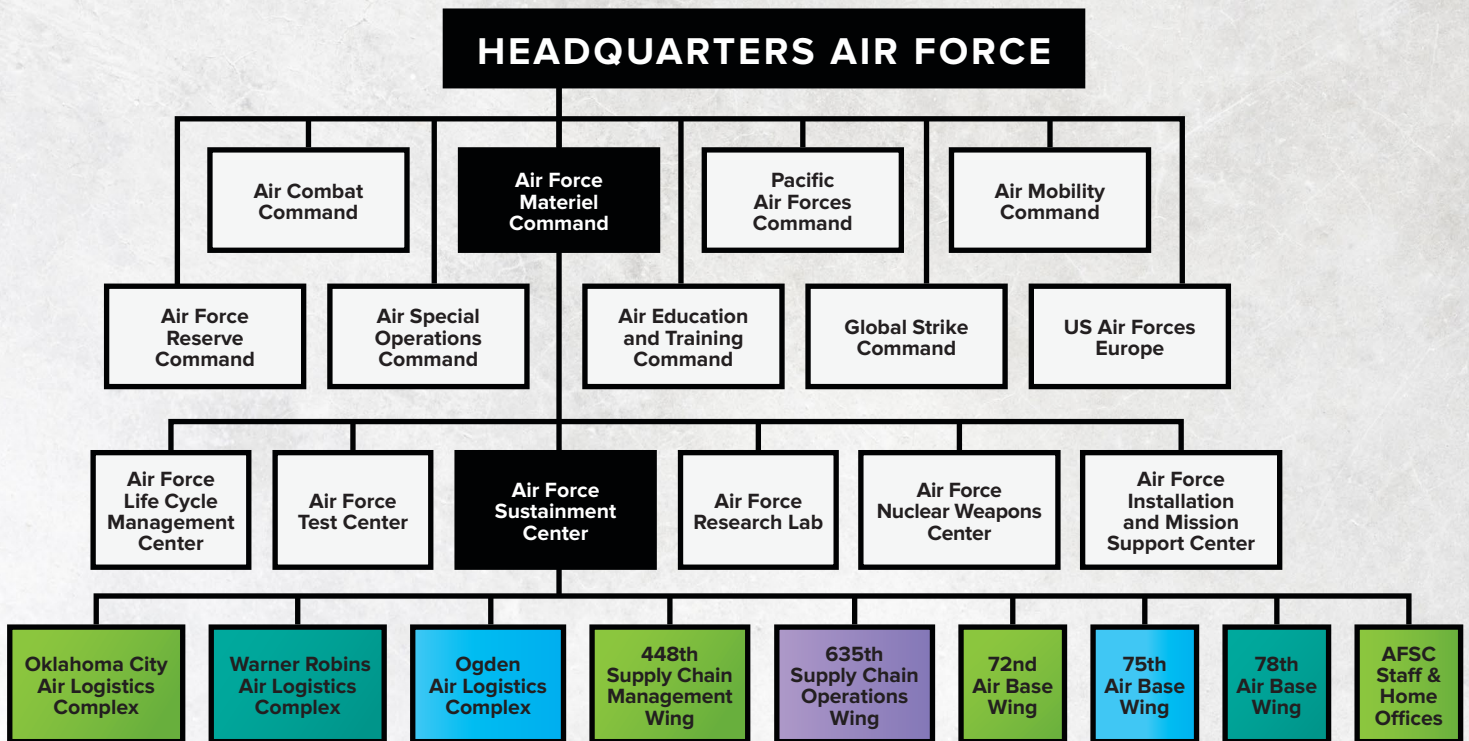 HEADQUARTERS AIR FORCE
Air Combat
Command
Air Force
Materiel
Command
Pacific
Air Forces
Command
Air Mobility
Command
Air Force
Reserve
Command
Air Special
Operations
Command
Air Education
and Training
Command
Global Strike
Command
US Air Forces
Europe
Air Force
Life Cycle
Management
Center
Air Force
Test Center
Air Force
Sustainment
Center
Air Force
Research Lab
Air Force
Nuclear Weapons
Center
Air Force
Installation
and Mission
Support Center
Oklahoma City
Air Logistics
Complex
Warner Robins
Air Logistics
Complex
Ogden
Air Logistics
Complex
448th
Supply Chain
Management
Wing
635th
Supply Chain
Operations
Wing
72nd
Air Base
Wing
75th
Air Base
Wing
78th
Air Base
Wing
AFSC
Staff &
Home
Offices